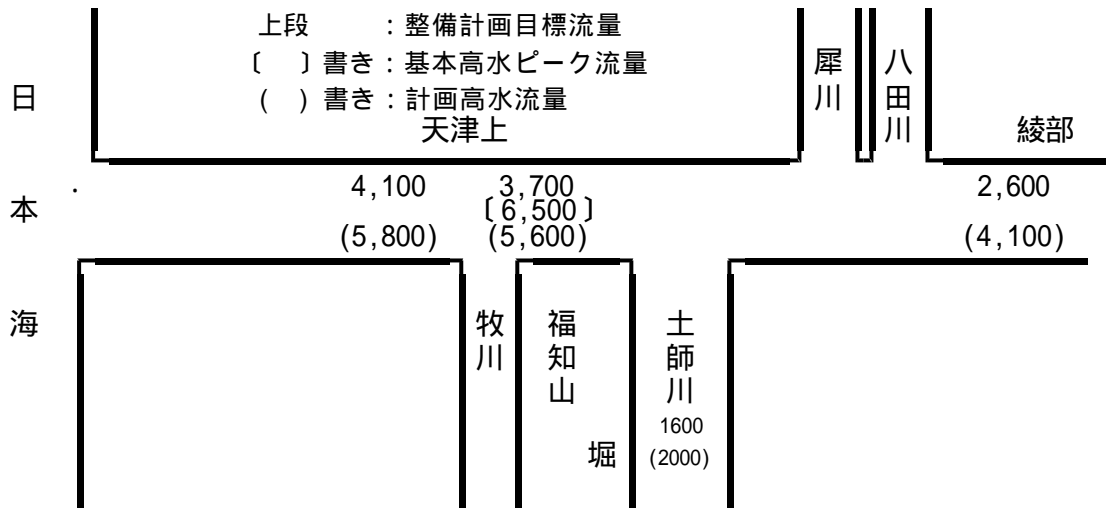 上段　　：整備計画目標流量
〔　〕書き：基本高水ピーク流量
(　) 書き：計画高水流量
天津上
犀川
八田川
綾部
日本海
4,100
3,700
2,600
〔6,500〕
(5,800)
(5,600)
(4,100)
牧川
福知山
堀
土師川
1600
(2000)